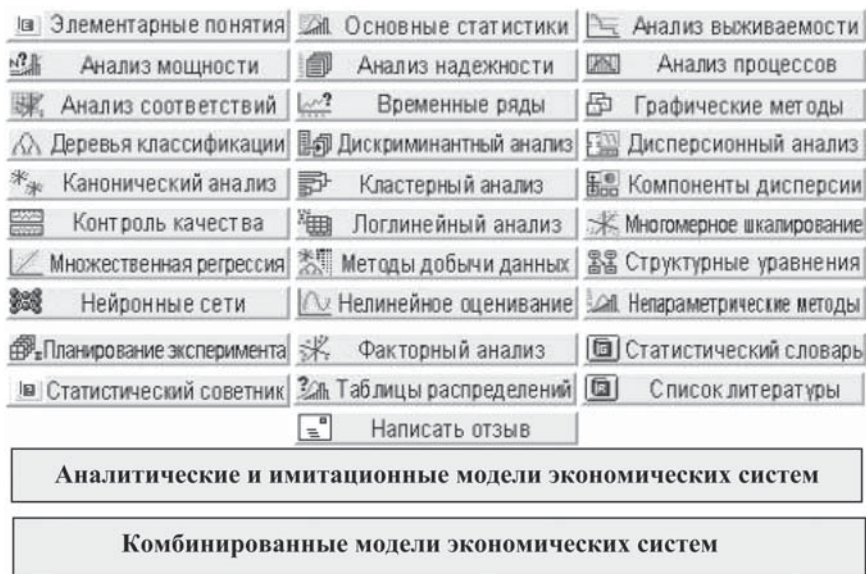 Элементарные понятия Основные статистики Анализ выживаемости
Анализ мощности Анализ надежности Анализ процессов
Анализ соответствий Временные ряды Графические методы
Деревья классификации Дискриминантный анализ Дисперсионный анализ
Канонический анализ Кластерный анализ Компоненты дисперсии
Контроль качества Логлинейный анализ Многомерное шкалирование
Множественная регрессия Методы добычи данных Структурные уравнения
Нейронные сети Нелинейное оценивание Непараметрические методы
Планирование эксперимента Факторный анализ Статистический словарь
Статистический советник Таблицы распределений Список литературы
Написать отзыв
Аналитические и имитационные модели экономических систем
Комбинированные модели экономических систем